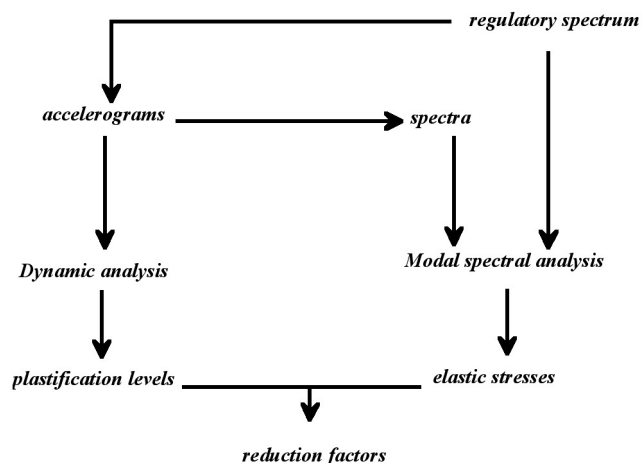 regulatory spectrum
accelerograms
spectra
Dynamic analysis
Modal spectral analysis
plastification levels
elastic stresses
reduction factors